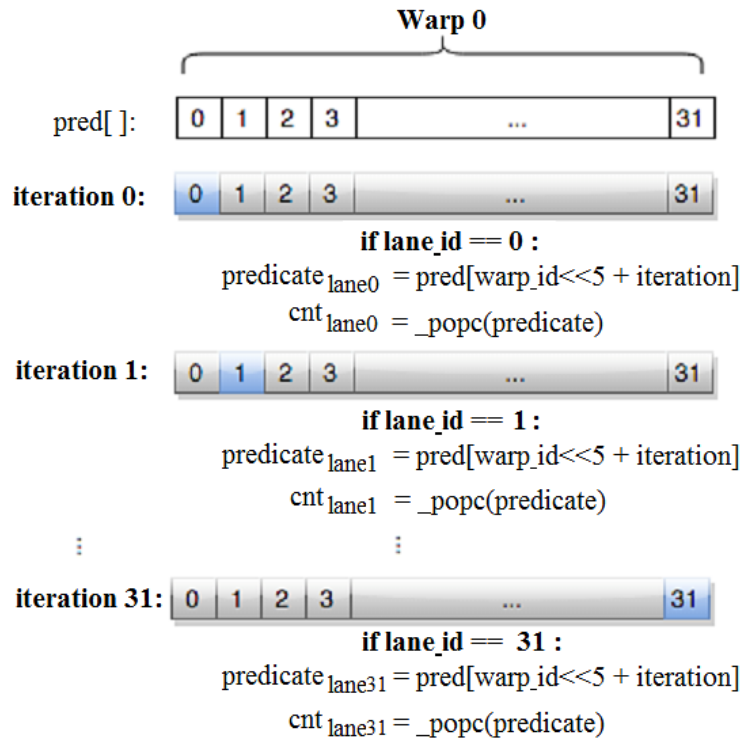 Warp 0
pred[ ]: 0 1 2 3 ... 31
iteration 0: 0 1 2 3 ... 31
if lane_id == 0 :
predicate lane0 = pred[warp_id<<5 + iteration]
cnt lane0 = _popc(predicate)
iteration 1: 0 1 2 3 ... 31
if lane_id == 1 :
predicate lane1 = pred[warp_id<<5 + iteration]
cnt lane1 = _popc(predicate)
⋮ ⋮
iteration 31: 0 1 2 3 ... 31
if lane_id == 31 :
predicate lane31 = pred[warp_id<<5 + iteration]
cnt lane31 = _popc(predicate)